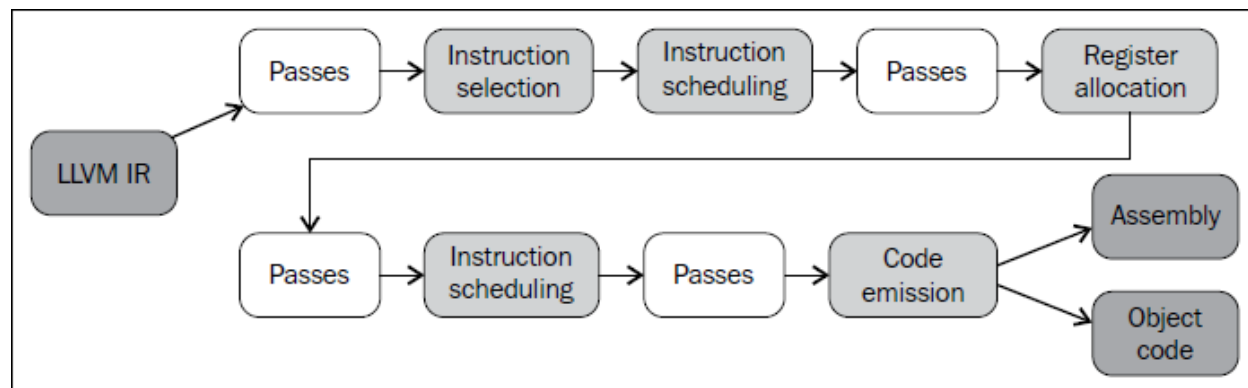 Passes
Instruction
selection
Instruction
scheduling
Passes
Register
allocation
LLVM IR
Passes
Instruction
scheduling
Passes
Code
emission
Assembly
Object
code